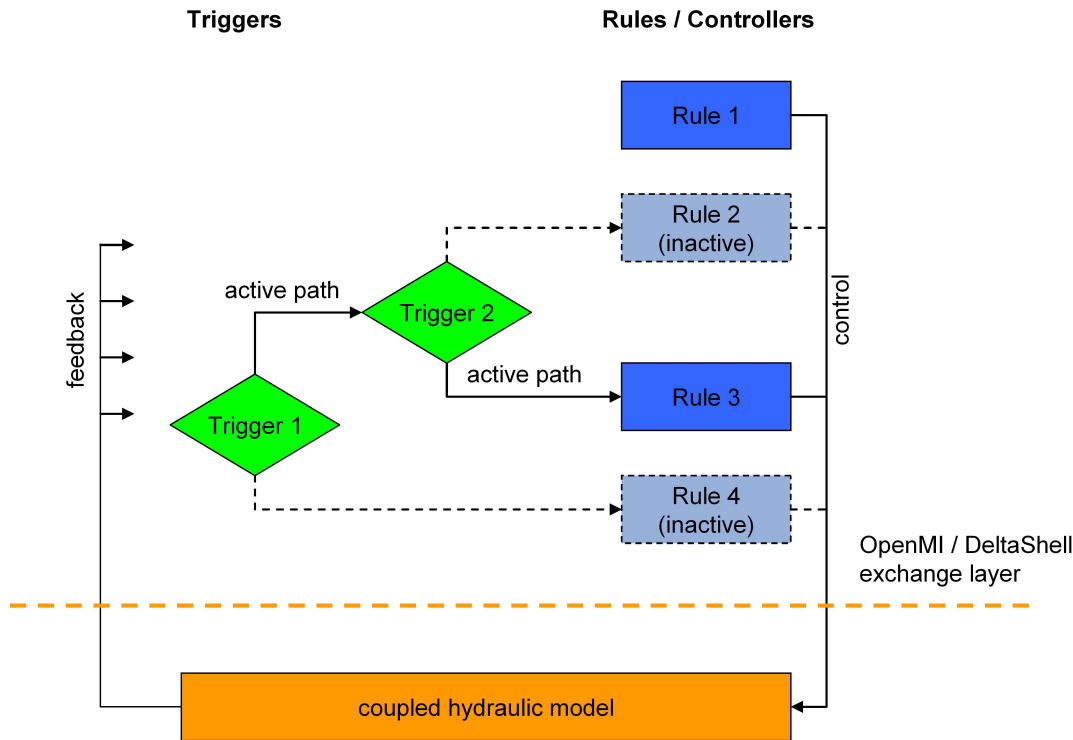 Triggers
Rules / Controllers
Rule 1
Rule 2
(inactive)
active path
Trigger 2
feedback
control
active path
Rule 3
Trigger 1
Rule 4
(inactive)
OpenMI / DeltaShell
exchange layer
coupled hydraulic model